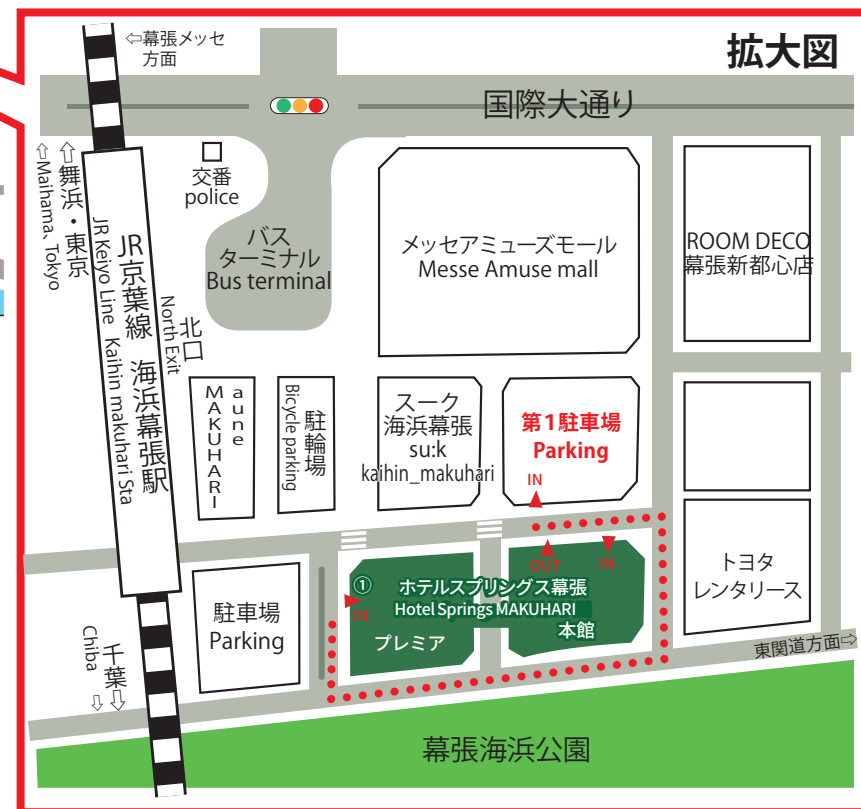 ⇦幕張メッセ
方面
拡大図
国際大通り
交番
police
⇧舞浜・東京
⇧Maihama、Tokyo
バス
ターミナル
Bus terminal
メッセアミューズモール
Messe Amuse mall
ROOM DECO
幕張新都心店
JR京葉線 海浜幕張駅
JR Keiyo Line Kaihin makuhari Sta
北口
North Exit
aune
MAKUHARI
駐輪場
Bicycle parking
スーク
海浜幕張
su:k
kaihin_makuhari
第1駐車場
Parking
IN
OUT
IN
①
IN
ホテルスプリングス幕張
Hotel Springs MAKUHARI
プレミア
本館
駐車場
Parking
トヨタ
レンタリース
東関道方面⇨
千葉⇩
Chiba⇩
幕張海浜公園